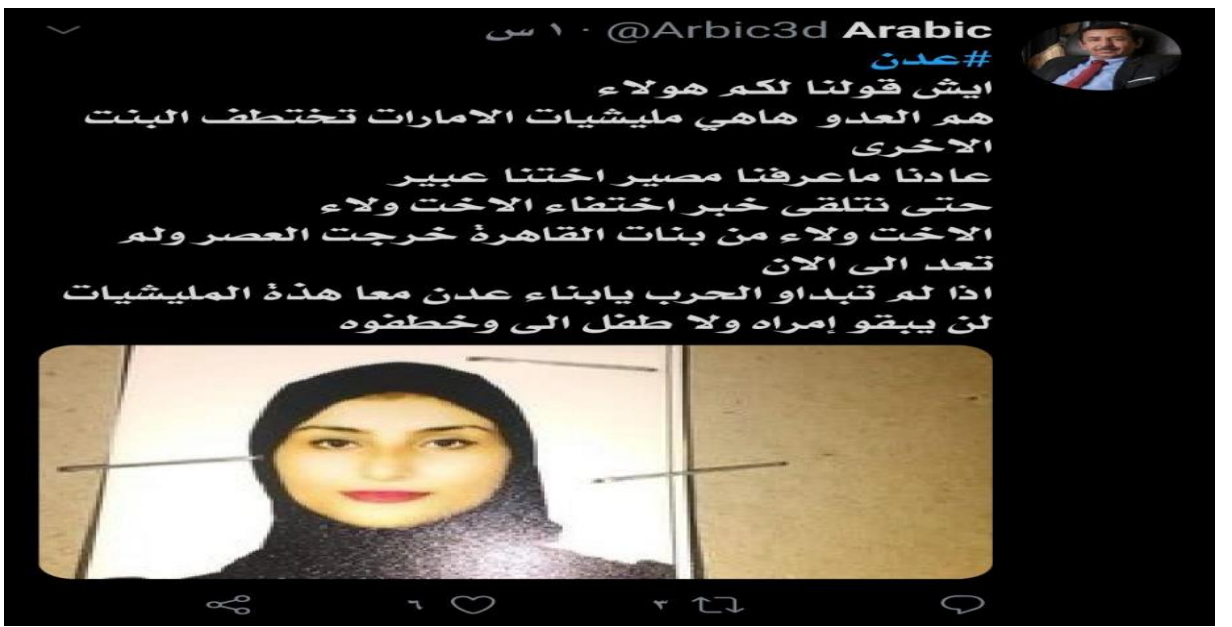 Arabic @Arbic3d · ١ س
#عدن
ايش قولنا لكم هولاء
هم العدو هاهي مليشيات الامارات تختطف البنت
الاخرى
عادنا ماعرفنا مصير اختنا عبير
حتى نتلقى خبر اختفاء الاخت ولاء
الاخت ولاء من بنات القاهرة خرجت العصر ولم
تعد الى الان
اذا لم تبداو الحرب يابناء عدن معا هذة المليشيات
لن يبقو إمراه ولا طفل الى وخطفوه
٣ ٦